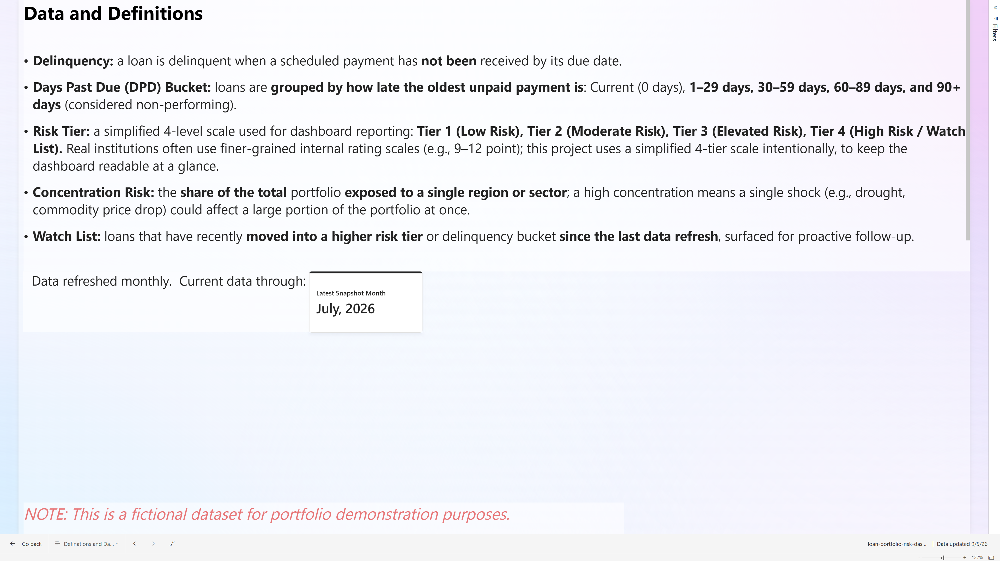 Data and Definitions
• Delinquency: a loan is delinquent when a scheduled payment has not been received by its due date.
• Days Past Due (DPD) Bucket: loans are grouped by how late the oldest unpaid payment is: Current (0 days), 1–29 days, 30–59 days, 60–89 days, and 90+
days (considered non-performing).
• Risk Tier: a simplified 4-level scale used for dashboard reporting: Tier 1 (Low Risk), Tier 2 (Moderate Risk), Tier 3 (Elevated Risk), Tier 4 (High Risk / Watch
List). Real institutions often use finer-grained internal rating scales (e.g., 9–12 point); this project uses a simplified 4-tier scale intentionally, to keep the
dashboard readable at a glance.
• Concentration Risk: the share of the total portfolio exposed to a single region or sector; a high concentration means a single shock (e.g., drought,
commodity price drop) could affect a large portion of the portfolio at once.
• Watch List: loans that have recently moved into a higher risk tier or delinquency bucket since the last data refresh, surfaced for proactive follow-up.
Data refreshed monthly.  Current data through:
Latest Snapshot Month
July, 2026
NOTE: This is a fictional dataset for portfolio demonstration purposes.
Filters
Go back
Definations and Da...
loan-portfolio-risk-das... | Data updated 9/5/26
- + 127%